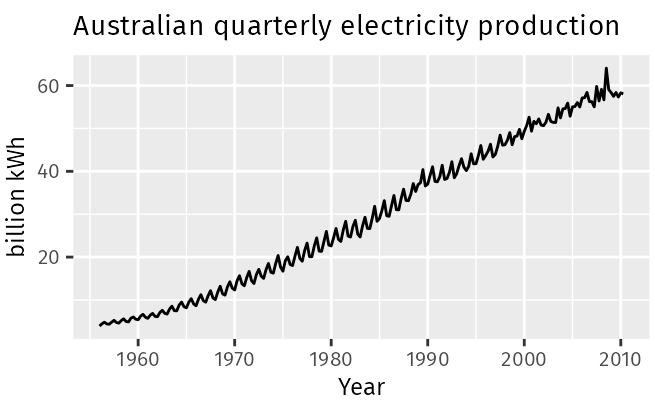 Australian quarterly electricity production
60
40
20
billion kWh
1960 1970 1980 1990 2000 2010
Year